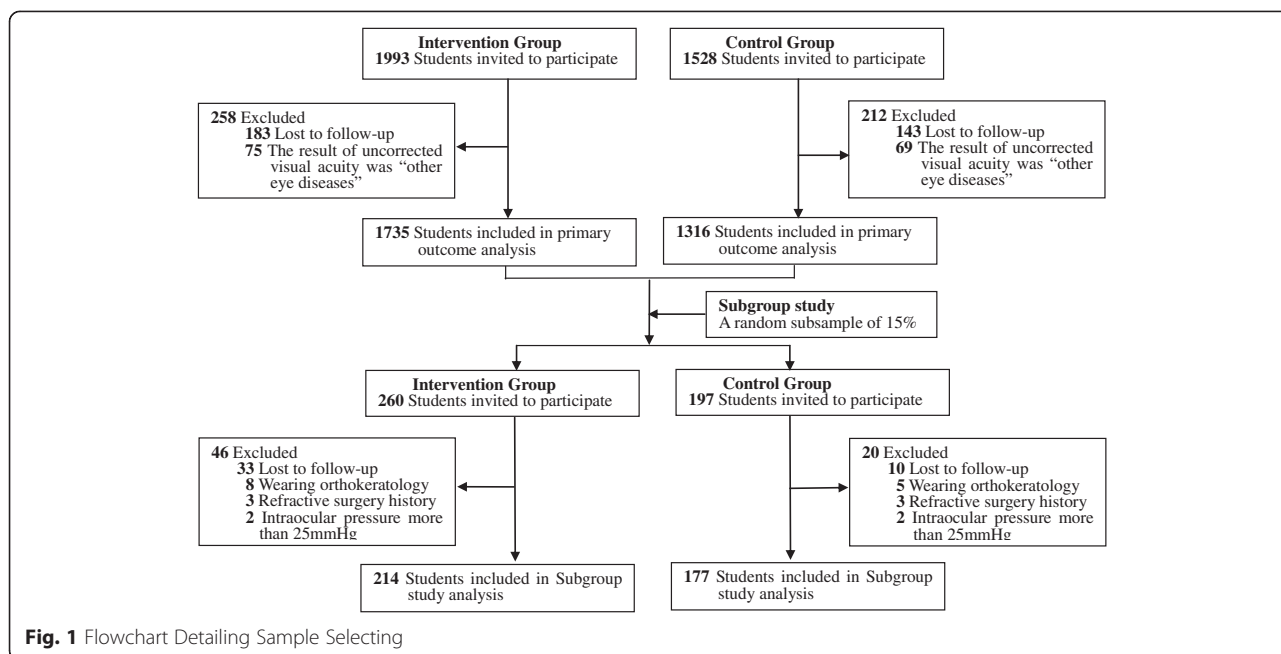 Intervention Group
1993 Students invited to participate
Control Group
1528 Students invited to participate
258 Excluded
183 Lost to follow-up
75 The result of uncorrected
visual acuity was “other
eye diseases”
212 Excluded
143 Lost to follow-up
69 The result of uncorrected
visual acuity was “other
eye diseases”
1735 Students included in primary
outcome analysis
1316 Students included in primary
outcome analysis
Subgroup study
A random subsample of 15%
Intervention Group
260 Students invited to participate
Control Group
197 Students invited to participate
46 Excluded
33 Lost to follow-up
8 Wearing orthokeratology
3 Refractive surgery history
2 Intraocular pressure more
than 25mmHg
20 Excluded
10 Lost to follow-up
5 Wearing orthokeratology
3 Refractive surgery history
2 Intraocular pressure more
than 25mmHg
214 Students included in Subgroup
study analysis
177 Students included in Subgroup
study analysis
Fig. 1 Flowchart Detailing Sample Selecting